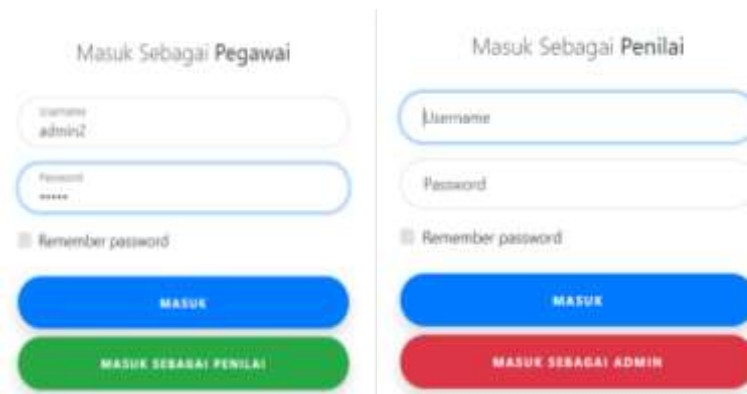 Masuk Sebagai Pegawai
Username
admin2
Password
•••••
Remember password
MASUK
MASUK SEBAGAI PENILAI
Masuk Sebagai Penilai
Username
Password
Remember password
MASUK
MASUK SEBAGAI ADMIN